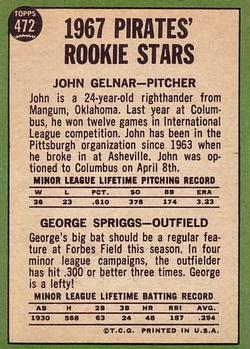 TOPPS
472
1967 PIRATES'
ROOKIE STARS
JOHN GELNAR—PITCHER
John is a 24-year-old righthander from
Mangum, Oklahoma. Last year at Colum-
bus, he won twelve games in International
League competition. John has been in the
Pittsburgh organization since 1963 when
he broke in at Asheville. John was op-
tioned to Columbus on April 8th.
MINOR LEAGUE LIFETIME PITCHING RECORD
W L PCT. SO BB ERA
36 23 .610 378 174 3.23
GEORGE SPRIGGS—OUTFIELD
George's big bat should be a regular feature
at Forbes Field this season. In four
minor league campaigns, the outfielder
has hit .300 or better three times. George
is a lefty!
MINOR LEAGUE LIFETIME BATTING RECORD
AB H 2B 3B HR RBI AVG
1930 568 63 24 48 187 .294
©T.C.G. PRINTED IN U.S.A.